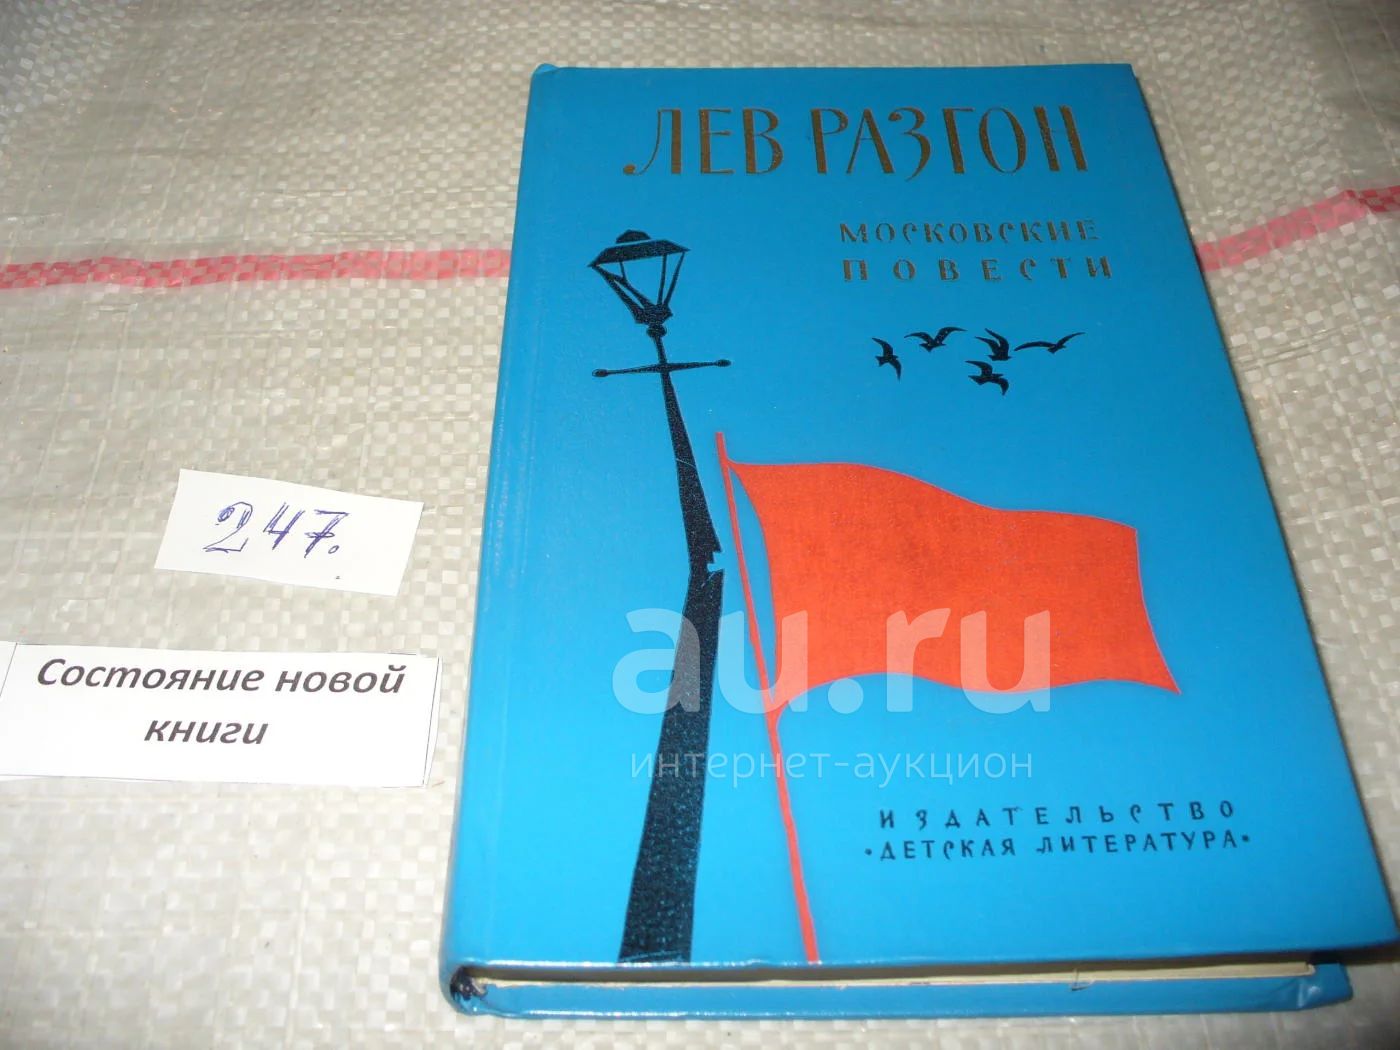 ЛЕВ РАЗГОН
МОСКОВСКИЕ
ПОВЕСТИ
247.
Состояние новой
книги
au.ru
интернет-аукцион
ИЗДАТЕЛЬСТВО
•ДЕТСКАЯ ЛИТЕРАТУРА•